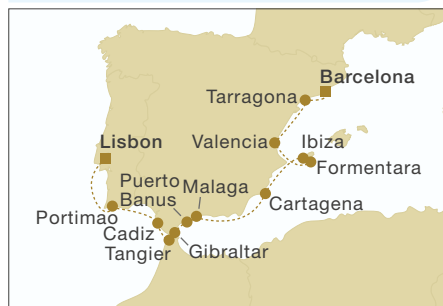 Barcelona
Tarragona
Lisbon
Valencia
Ibiza
Formentara
Puerto
Banus
Malaga
Cartagena
Portimao
Cadiz
Tangier
Gibraltar